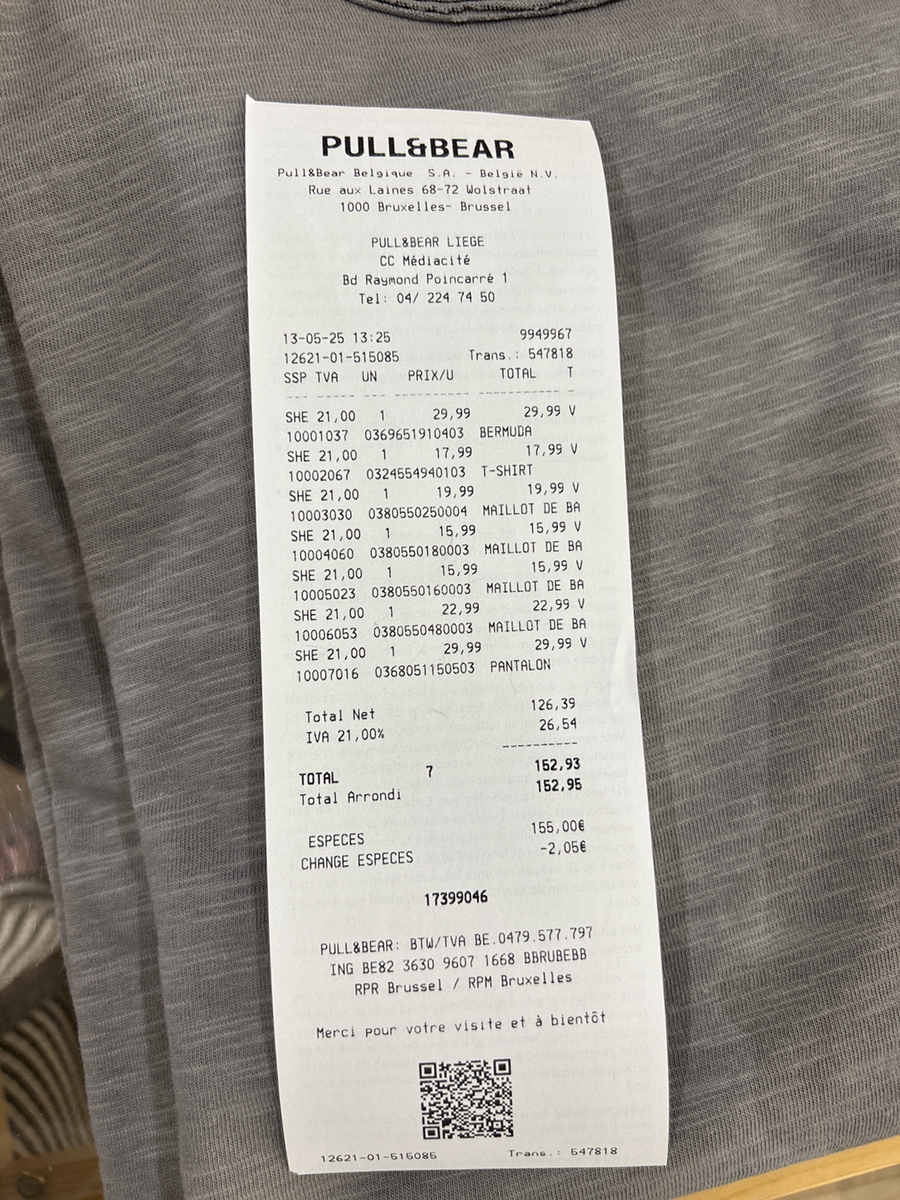 PULL&BEAR
Pull&Bear Belgique S.A. - België N.V.
Rue aux Laines 68-72 Wolstraat
1000 Bruxelles- Brussel
PULL&BEAR LIEGE
CC Médiacité
Bd Raymond Poincarré 1
Tel: 04/ 224 74 50
13-05-25 13:25 9949967
12621-01-515085 Trans.: 547818
SSP TVA UN PRIX/U TOTAL T
--- --- --- ---------- ---------- ---
SHE 21,00 1 29,99 29,99 V
10001037 0369651910403 BERMUDA
SHE 21,00 1 17,99 17,99 V
10002067 0324554940103 T-SHIRT
SHE 21,00 1 19,99 19,99 V
10003030 0380550250004 MAILLOT DE BA
SHE 21,00 1 15,99 15,99 V
10004060 0380550180003 MAILLOT DE BA
SHE 21,00 1 15,99 15,99 V
10005023 0380550160003 MAILLOT DE BA
SHE 21,00 1 22,99 22,99 V
10006053 0380550480003 MAILLOT DE BA
SHE 21,00 1 29,99 29,99 V
10007016 0368051150503 PANTALON
Total Net 126,39
IVA 21,00% 26,54
----------
TOTAL 7 152,93
Total Arrondi 152,95
ESPECES 155,00€
CHANGE ESPECES -2,05€
17399046
PULL&BEAR: BTW/TVA BE.0479.577.797
ING BE82 3630 9607 1668 BBRUBEBB
RPR Brussel / RPM Bruxelles
Merci pour votre visite et à bientôt
12621-01-515085 Trans.: 547818